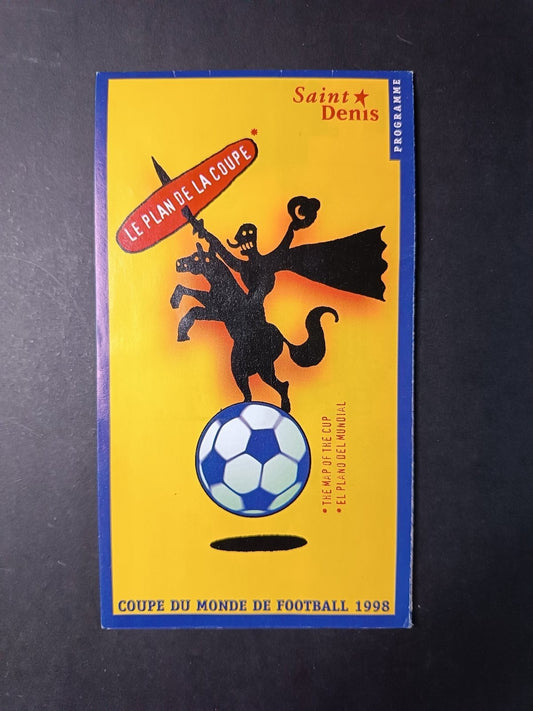 Saint
Denis
PROGRAMME
LE PLAN DE LA COUPE*
• THE MAP OF THE CUP
• EL PLANO DEL MUNDIAL
COUPE DU MONDE DE FOOTBALL 1998